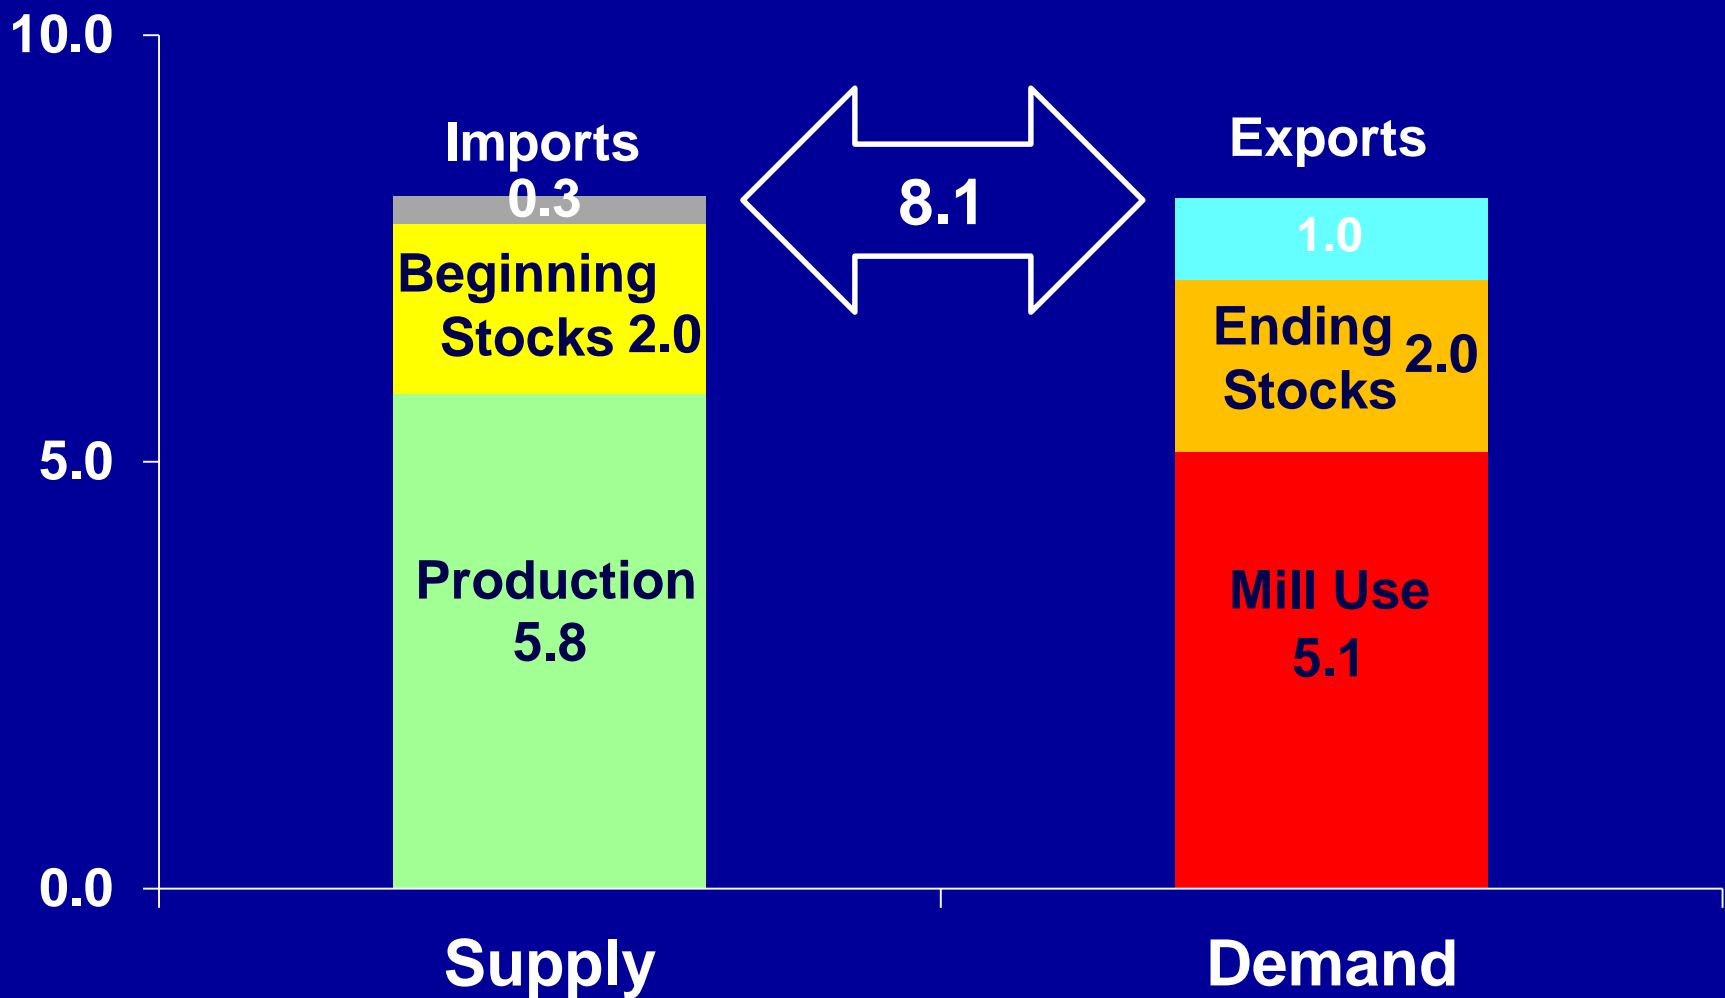 10.0
5.0
0.0
Imports
0.3
Beginning
Stocks 2.0
Production
5.8
8.1
Exports
1.0
Ending
Stocks
2.0
Mill Use
5.1
Supply
Demand